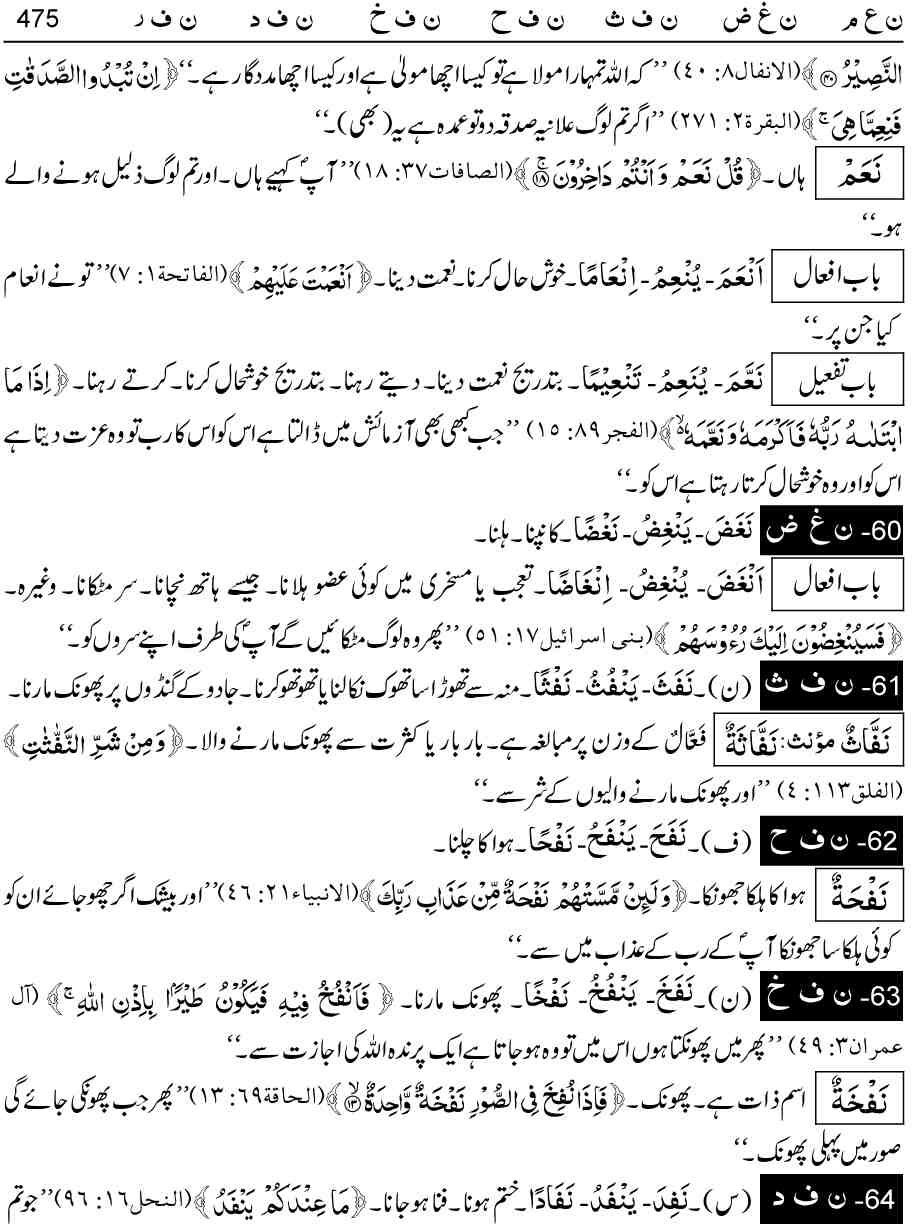 ن ع م ن غ ض ن ف ث ن ف ح ن ف خ ن ف د ن ف ر 475
النَّصِيْرُ ۝۴۰﴾ (الانفال۸: ۴۰) ’’کہ اللہ تمہارا مولا ہے تو کیسا اچھا مولیٰ ہے اور کیسا اچھا مددگار ہے۔‘‘ ﴿اِنْ تُبْدُوا الصَّدَقٰتِ
فَنِعِمَّا هِيَ ۚ﴾ (البقرة۲: ۲۷۱) ’’اگر تم لوگ علانیہ صدقہ دو تو عمدہ ہے یہ (بھی)۔‘‘
نَعَمْ ہاں۔ ﴿قُلْ نَعَمْ وَ اَنْتُمْ دَاخِرُوْنَ ۝۱۸ۚ﴾ (الصافات۳۷: ۱۸) ’’آپؐ کہیے ہاں۔ اور تم لوگ ذلیل ہونے والے
ہو۔‘‘
باب افعال اَنْعَمَ- یُنْعِمُ- اِنْعَامًا۔ خوش حال کرنا۔ نعمت دینا۔ ﴿اَنْعَمْتَ عَلَيْهِمْ﴾ (الفاتحة۱: ۷) ’’تو نے انعام
کیا جن پر۔‘‘
باب تفعیل نَعَّمَ- یُنَعِّمُ- تَنْعِیْمًا۔ بتدریج نعمت دینا۔ دیتے رہنا۔ بتدریج خوشحال کرنا۔ کرتے رہنا۔ ﴿اِذَا مَا
ابْتَلٰىهُ رَبُّهٗ فَاَكْرَمَهٗ وَ نَعَّمَهٗ ۙ﴾ (الفجر۸۹: ۱۵) ’’جب کبھی بھی آزمائش میں ڈالتا ہے اس کو اس کا رب تو وہ عزت دیتا ہے
اس کو اور وہ خوشحال کرتا رہتا ہے اس کو۔‘‘
60- ن غ ض نَغَضَ- یَنْغِضُ- نَغْضًا۔ کانپنا۔ ہلنا۔
باب افعال اَنْغَضَ- یُنْغِضُ- اِنْغَاضًا۔ تعجب یا مسخری میں کوئی عضو ہلانا۔ جیسے ہاتھ نچانا۔ سر مٹکانا۔ وغیرہ۔
﴿فَسَيُنْغِضُوْنَ اِلَيْكَ رُءُوْسَهُمْ﴾ (بنی اسرائیل۱۷: ۵۱) ’’پھر وہ لوگ مٹکائیں گے آپؐ کی طرف اپنے سروں کو۔‘‘
61- ن ف ث (ن)۔ نَفَثَ- یَنْفُثُ- نَفْثًا۔ منہ سے تھوڑا سا تھوک نکالنا یا تھوتھو کرنا۔ جادو کے گنڈوں پر پھونک مارنا۔
نَفَّاثٌ مؤنث: نَفَّاثَةٌ فَعَّالٌ کے وزن پر مبالغہ ہے۔ بار بار یا کثرت سے پھونک مارنے والا۔ ﴿وَ مِنْ شَرِّ النَّفّٰثٰتِ﴾
(الفلق۱۱۳: ۴) ’’اور پھونک مارنے والیوں کے شر سے۔‘‘
62- ن ف ح (ف)۔ نَفَحَ- یَنْفَحُ- نَفْحًا۔ ہوا کا چلنا۔
نَفْحَةٌ ہوا کا ہلکا جھونکا۔ ﴿وَ لَئِنْ مَّسَّتْهُمْ نَفْحَةٌ مِّنْ عَذَابِ رَبِّكَ﴾ (الانبیاء۲۱: ۴۶) ’’اور بیشک اگر چھو جائے ان کو
کوئی ہلکا سا جھونکا آپؐ کے رب کے عذاب میں سے۔‘‘
63- ن ف خ (ن)۔ نَفَخَ- یَنْفُخُ- نَفْخًا۔ پھونک مارنا۔ ﴿فَاَنْفُخُ فِيْهِ فَيَكُوْنُ طَيْرًۢا بِاِذْنِ اللّٰهِ ۚ﴾ (آل
عمران۳: ۴۹) ’’پھر میں پھونکتا ہوں اس میں تو وہ ہو جاتا ہے ایک پرندہ اللہ کی اجازت سے۔‘‘
نَفْخَةٌ اسم ذات ہے۔ پھونک۔ ﴿فَاِذَا نُفِخَ فِى الصُّوْرِ نَفْخَةٌ وَّاحِدَةٌ ۝۱۳ۙ﴾ (الحاقة۶۹: ۱۳) ’’پھر جب پھونکی جائے گی
صور میں پہلی پھونک۔‘‘
64- ن ف د (س)۔ نَفِدَ- یَنْفَدُ- نَفَادًا۔ ختم ہونا۔ فنا ہو جانا۔ ﴿مَا عِنْدَكُمْ يَنْفَدُ﴾ (النحل۱۶: ۹۶) ’’جو تم